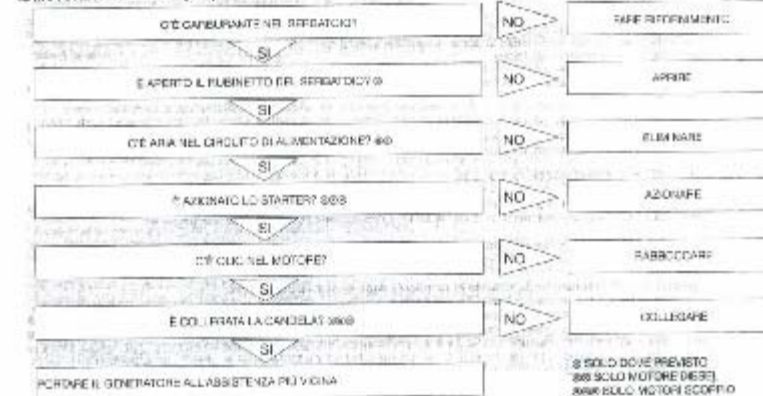 C'È CARBURANTE NEL SERBATOIO? NO FARE RIFORNIMENTO
SI
È APERTO IL RUBINETTO DEL SERBATOIO? ⊛ NO APRIRE
SI
C'È ARIA NEL CIRCUITO DI ALIMENTAZIONE? ⊛⊛ NO ELIMINARE
SI
È AZIONATO LO STARTER? ⊛⊛⊛ NO AZIONARE
SI
C'È OLIO NEL MOTORE? NO RABBOCCARE
SI
È COLLEGATA LA CANDELA? ⊛⊛⊛ NO COLLEGARE
SI
PORTARE IL GENERATORE ALL'ASSISTENZA PIÙ VICINA
⊛ SOLO DOVE PREVISTO
⊛⊛ SOLO MOTORI DIESEL
⊛⊛⊛ SOLO MOTORI SCOPPIO